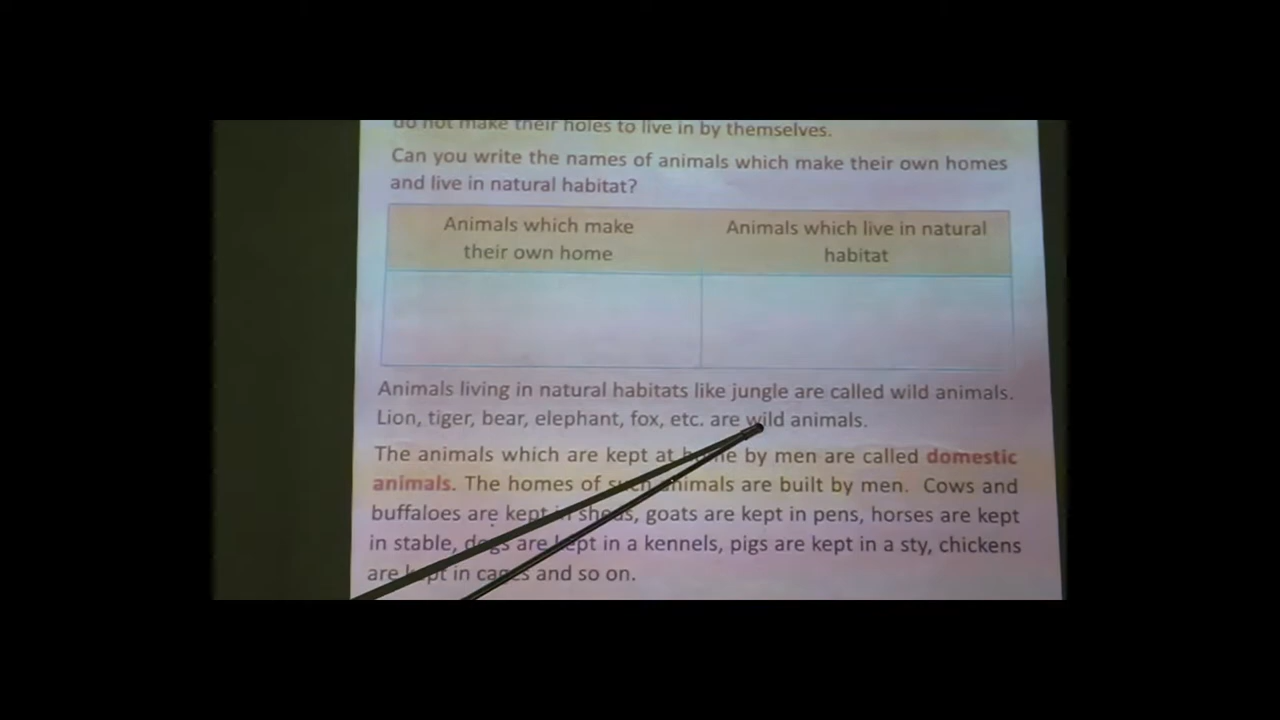 do not make their holes to live in by themselves.
Can you write the names of animals which make their own homes
and live in natural habitat?
Animals which make
their own home
Animals which live in natural
habitat
Animals living in natural habitats like jungle are called wild animals.
Lion, tiger, bear, elephant, fox, etc. are wild animals.
The animals which are kept at home by men are called domestic
animals. The homes of such animals are built by men. Cows and
buffaloes are kept in sheds, goats are kept in pens, horses are kept
in stable, dogs are kept in a kennels, pigs are kept in a sty, chickens
are kept in cages and so on.